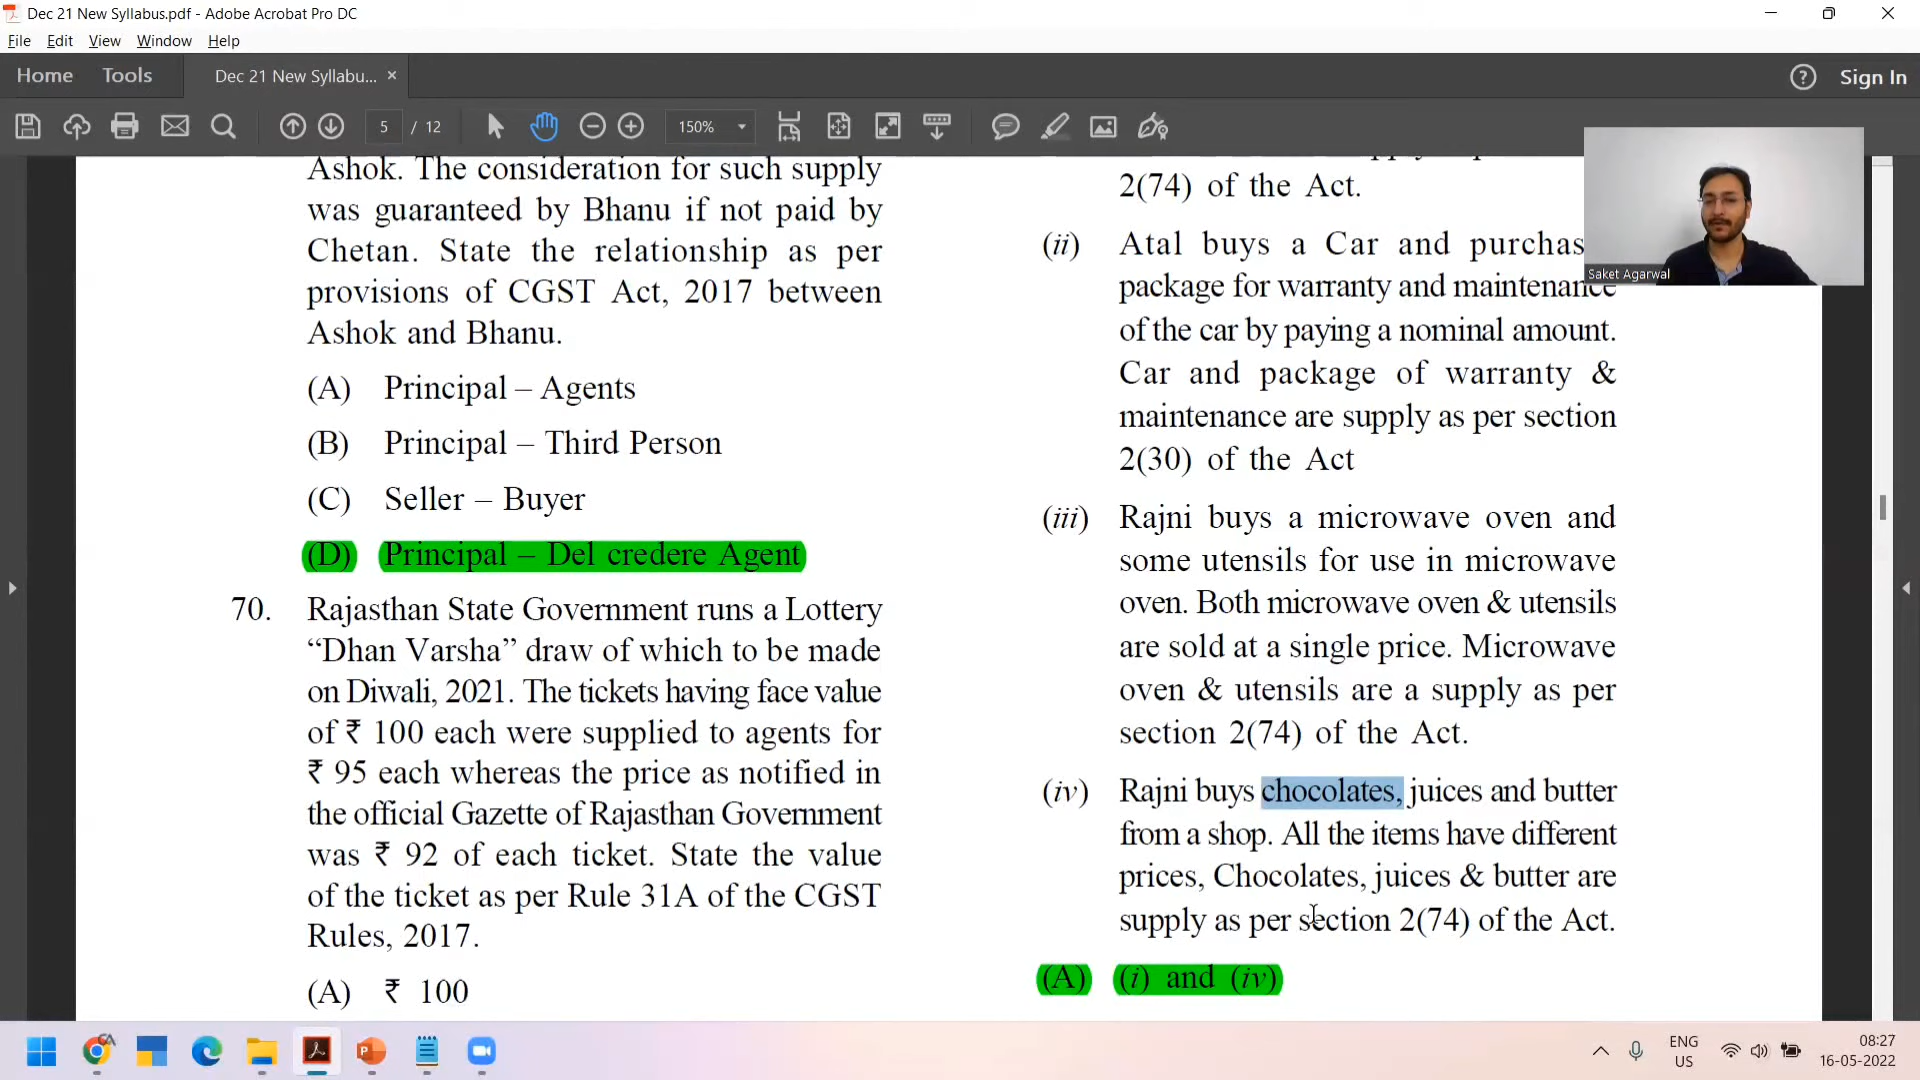 Dec 21 New Syllabus.pdf - Adobe Acrobat Pro DC
File Edit View Window Help
Home Tools Dec 21 New Syllabu... × Sign In
5 / 12 150%
Ashok. The consideration for such supply
was guaranteed by Bhanu if not paid by
Chetan. State the relationship as per
provisions of CGST Act, 2017 between
Ashok and Bhanu.
(A) Principal – Agents
(B) Principal – Third Person
(C) Seller – Buyer
(D) Principal – Del credere Agent
70. Rajasthan State Government runs a Lottery
“Dhan Varsha” draw of which to be made
on Diwali, 2021. The tickets having face value
of ₹ 100 each were supplied to agents for
₹ 95 each whereas the price as notified in
the official Gazette of Rajasthan Government
was ₹ 92 of each ticket. State the value
of the ticket as per Rule 31A of the CGST
Rules, 2017.
(A) ₹ 100
2(74) of the Act.
(ii) Atal buys a Car and purchas
package for warranty and maintenance
of the car by paying a nominal amount.
Car and package of warranty &
maintenance are supply as per section
2(30) of the Act
(iii) Rajni buys a microwave oven and
some utensils for use in microwave
oven. Both microwave oven & utensils
are sold at a single price. Microwave
oven & utensils are a supply as per
section 2(74) of the Act.
(iv) Rajni buys chocolates, juices and butter
from a shop. All the items have different
prices, Chocolates, juices & butter are
supply as per section 2(74) of the Act.
(A) (i) and (iv)
Saket Agarwal
ENG
US
08:27
16-05-2022